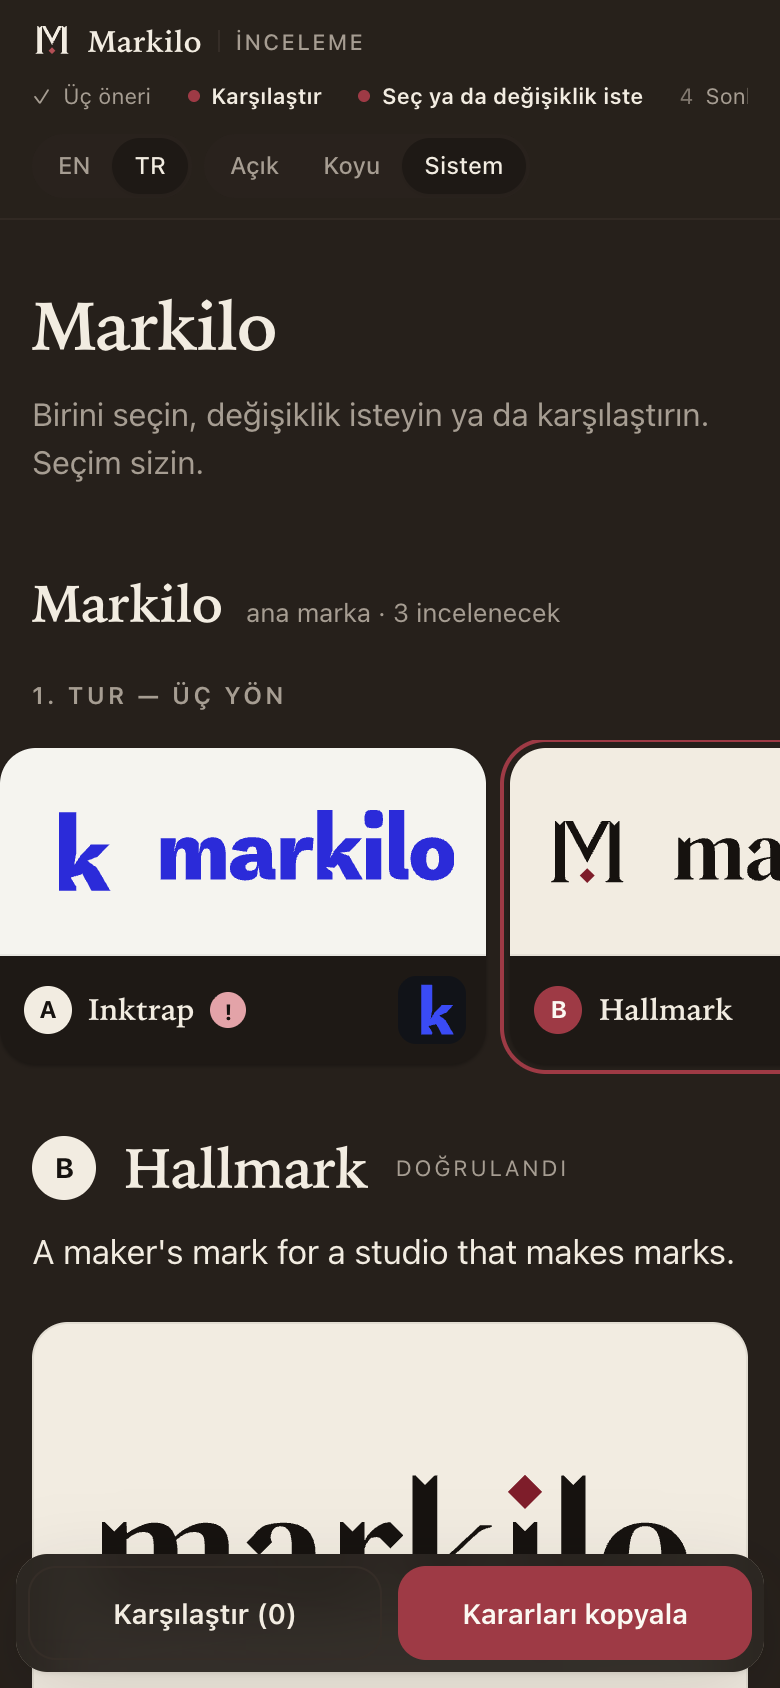 Markilo İNCELEME
✓ Üç öneri Karşılaştır Seç ya da değişiklik iste 4
EN TR Açık Koyu Sistem
Markilo
Birini seçin, değişiklik isteyin ya da karşılaştırın.
Seçim sizin.
Markilo ana marka · 3 incelenecek
1. TUR — ÜÇ YÖN
k markilo
M ma
A Inktrap ! k
B Hallmark
B Hallmark DOĞRULANDI
A maker's mark for a studio that makes marks.
markilo
Karşılaştır (0) Kararları kopyala